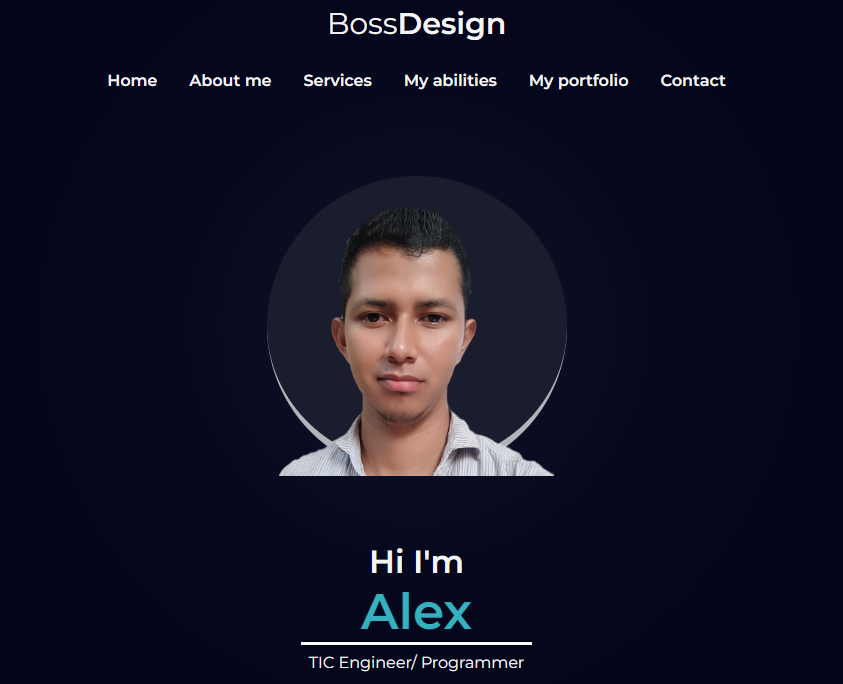 BossDesign
Home About me Services My abilities My portfolio Contact
Hi I'm
Alex
TIC Engineer/ Programmer